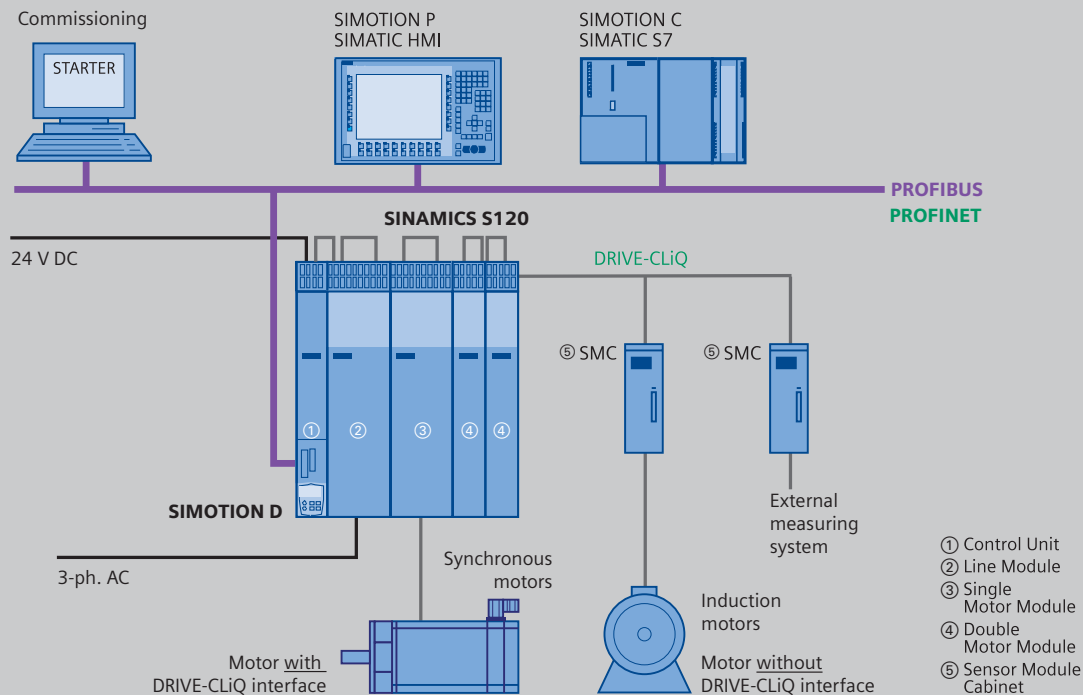 Commissioning
STARTER
SIMOTION P
SIMATIC HMI
SIMOTION C
SIMATIC S7
PROFIBUS
PROFINET
SINAMICS S120
24 V DC
DRIVE-CLiQ
⑤ SMC
⑤ SMC
① ② ③ ④ ④
SIMOTION D
3-ph. AC
External
measuring
system
Synchronous
motors
Induction
motors
Motor with
DRIVE-CLiQ interface
Motor without
DRIVE-CLiQ interface
① Control Unit
② Line Module
③ Single
Motor Module
④ Double
Motor Module
⑤ Sensor Module
Cabinet